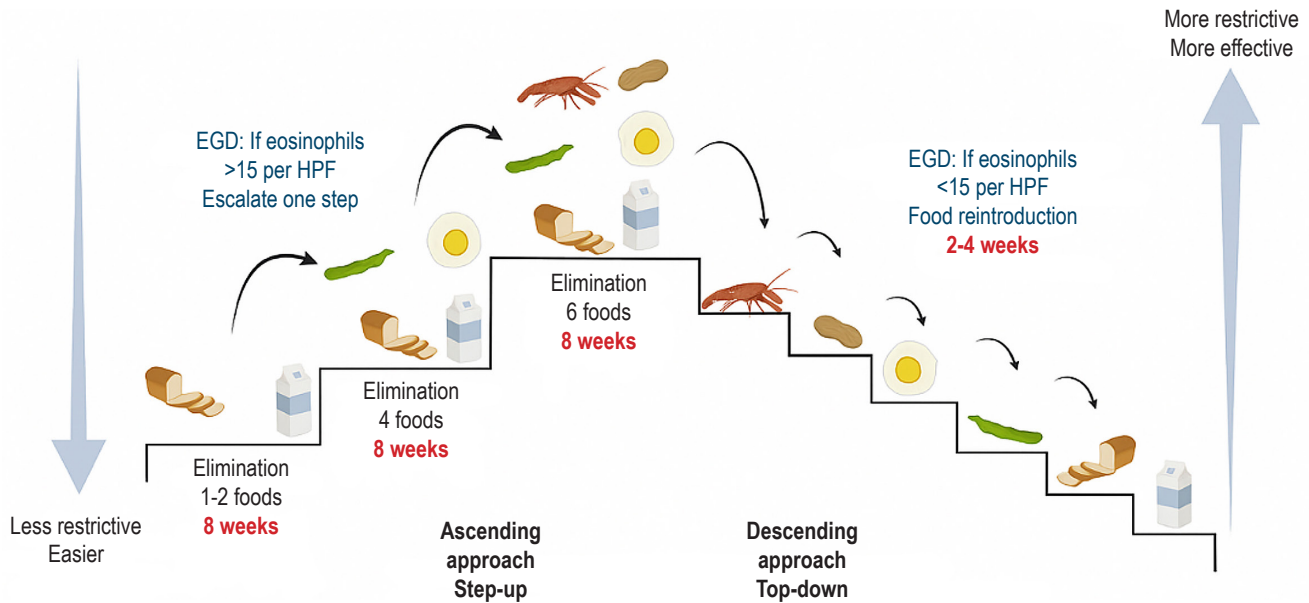 More restrictive
More effective
EGD: If eosinophils
>15 per HPF
Escalate one step
EGD: If eosinophils
<15 per HPF
Food reintroduction
2-4 weeks
Elimination
6 foods
8 weeks
Elimination
4 foods
8 weeks
Elimination
1-2 foods
8 weeks
Less restrictive
Easier
Ascending
approach
Step-up
Descending
approach
Top-down